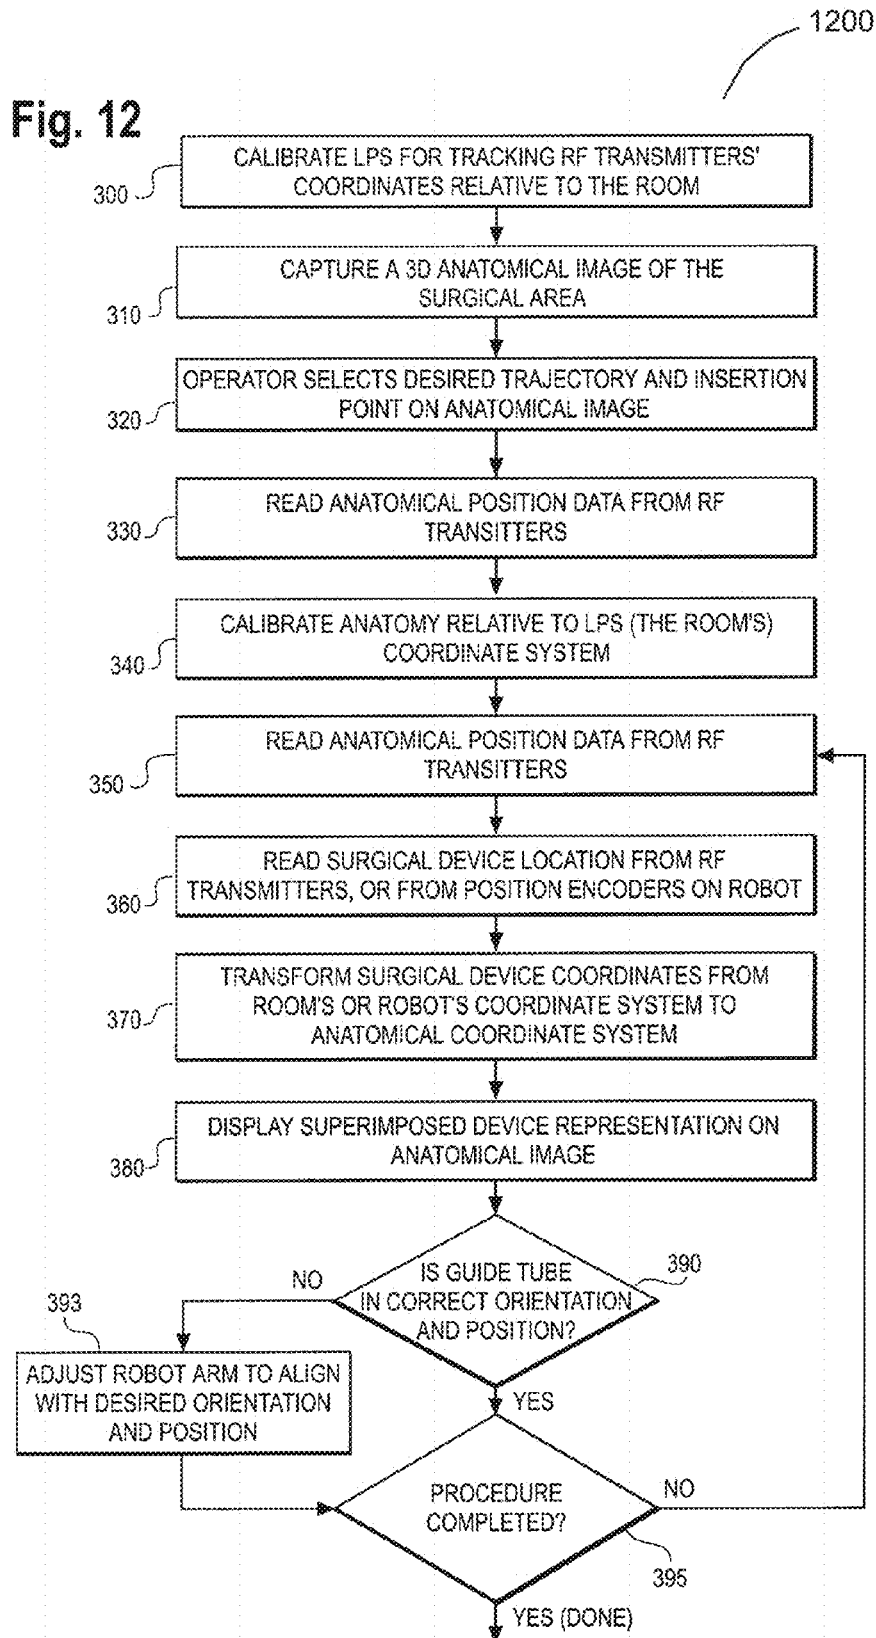 1200
Fig. 12
CALIBRATE LPS FOR TRACKING RF TRANSMITTERS'
COORDINATES RELATIVE TO THE ROOM
300
CAPTURE A 3D ANATOMICAL IMAGE OF THE
SURGICAL AREA
310
OPERATOR SELECTS DESIRED TRAJECTORY AND INSERTION
POINT ON ANATOMICAL IMAGE
320
READ ANATOMICAL POSITION DATA FROM RF
TRANSITTERS
330
CALIBRATE ANATOMY RELATIVE TO LPS (THE ROOM'S)
COORDINATE SYSTEM
340
READ ANATOMICAL POSITION DATA FROM RF
TRANSITTERS
350
READ SURGICAL DEVICE LOCATION FROM RF
TRANSMITTERS, OR FROM POSITION ENCODERS ON ROBOT
360
TRANSFORM SURGICAL DEVICE COORDINATES FROM
ROOM'S OR ROBOT'S COORDINATE SYSTEM TO
ANATOMICAL COORDINATE SYSTEM
370
DISPLAY SUPERIMPOSED DEVICE REPRESENTATION ON
ANATOMICAL IMAGE
380
IS GUIDE TUBE
IN CORRECT ORIENTATION
AND POSITION?
390
NO
393
ADJUST ROBOT ARM TO ALIGN
WITH DESIRED ORIENTATION
AND POSITION
YES
PROCEDURE
COMPLETED?
NO
395
YES (DONE)